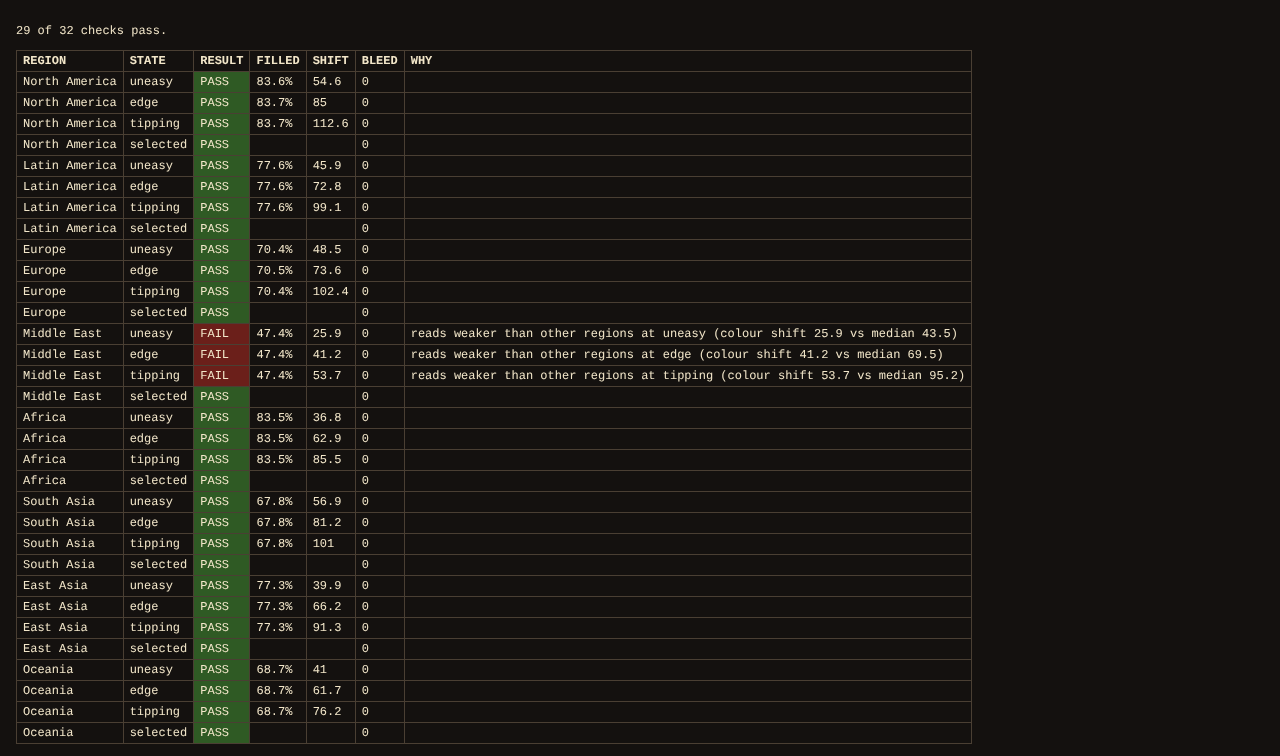 29 of 32 checks pass.
REGION STATE RESULT FILLED SHIFT BLEED WHY
North America uneasy PASS 83.6% 54.6 0
North America edge PASS 83.7% 85 0
North America tipping PASS 83.7% 112.6 0
North America selected PASS 0
Latin America uneasy PASS 77.6% 45.9 0
Latin America edge PASS 77.6% 72.8 0
Latin America tipping PASS 77.6% 99.1 0
Latin America selected PASS 0
Europe uneasy PASS 70.4% 48.5 0
Europe edge PASS 70.5% 73.6 0
Europe tipping PASS 70.4% 102.4 0
Europe selected PASS 0
Middle East uneasy FAIL 47.4% 25.9 0 reads weaker than other regions at uneasy (colour shift 25.9 vs median 43.5)
Middle East edge FAIL 47.4% 41.2 0 reads weaker than other regions at edge (colour shift 41.2 vs median 69.5)
Middle East tipping FAIL 47.4% 53.7 0 reads weaker than other regions at tipping (colour shift 53.7 vs median 95.2)
Middle East selected PASS 0
Africa uneasy PASS 83.5% 36.8 0
Africa edge PASS 83.5% 62.9 0
Africa tipping PASS 83.5% 85.5 0
Africa selected PASS 0
South Asia uneasy PASS 67.8% 56.9 0
South Asia edge PASS 67.8% 81.2 0
South Asia tipping PASS 67.8% 101 0
South Asia selected PASS 0
East Asia uneasy PASS 77.3% 39.9 0
East Asia edge PASS 77.3% 66.2 0
East Asia tipping PASS 77.3% 91.3 0
East Asia selected PASS 0
Oceania uneasy PASS 68.7% 41 0
Oceania edge PASS 68.7% 61.7 0
Oceania tipping PASS 68.7% 76.2 0
Oceania selected PASS 0